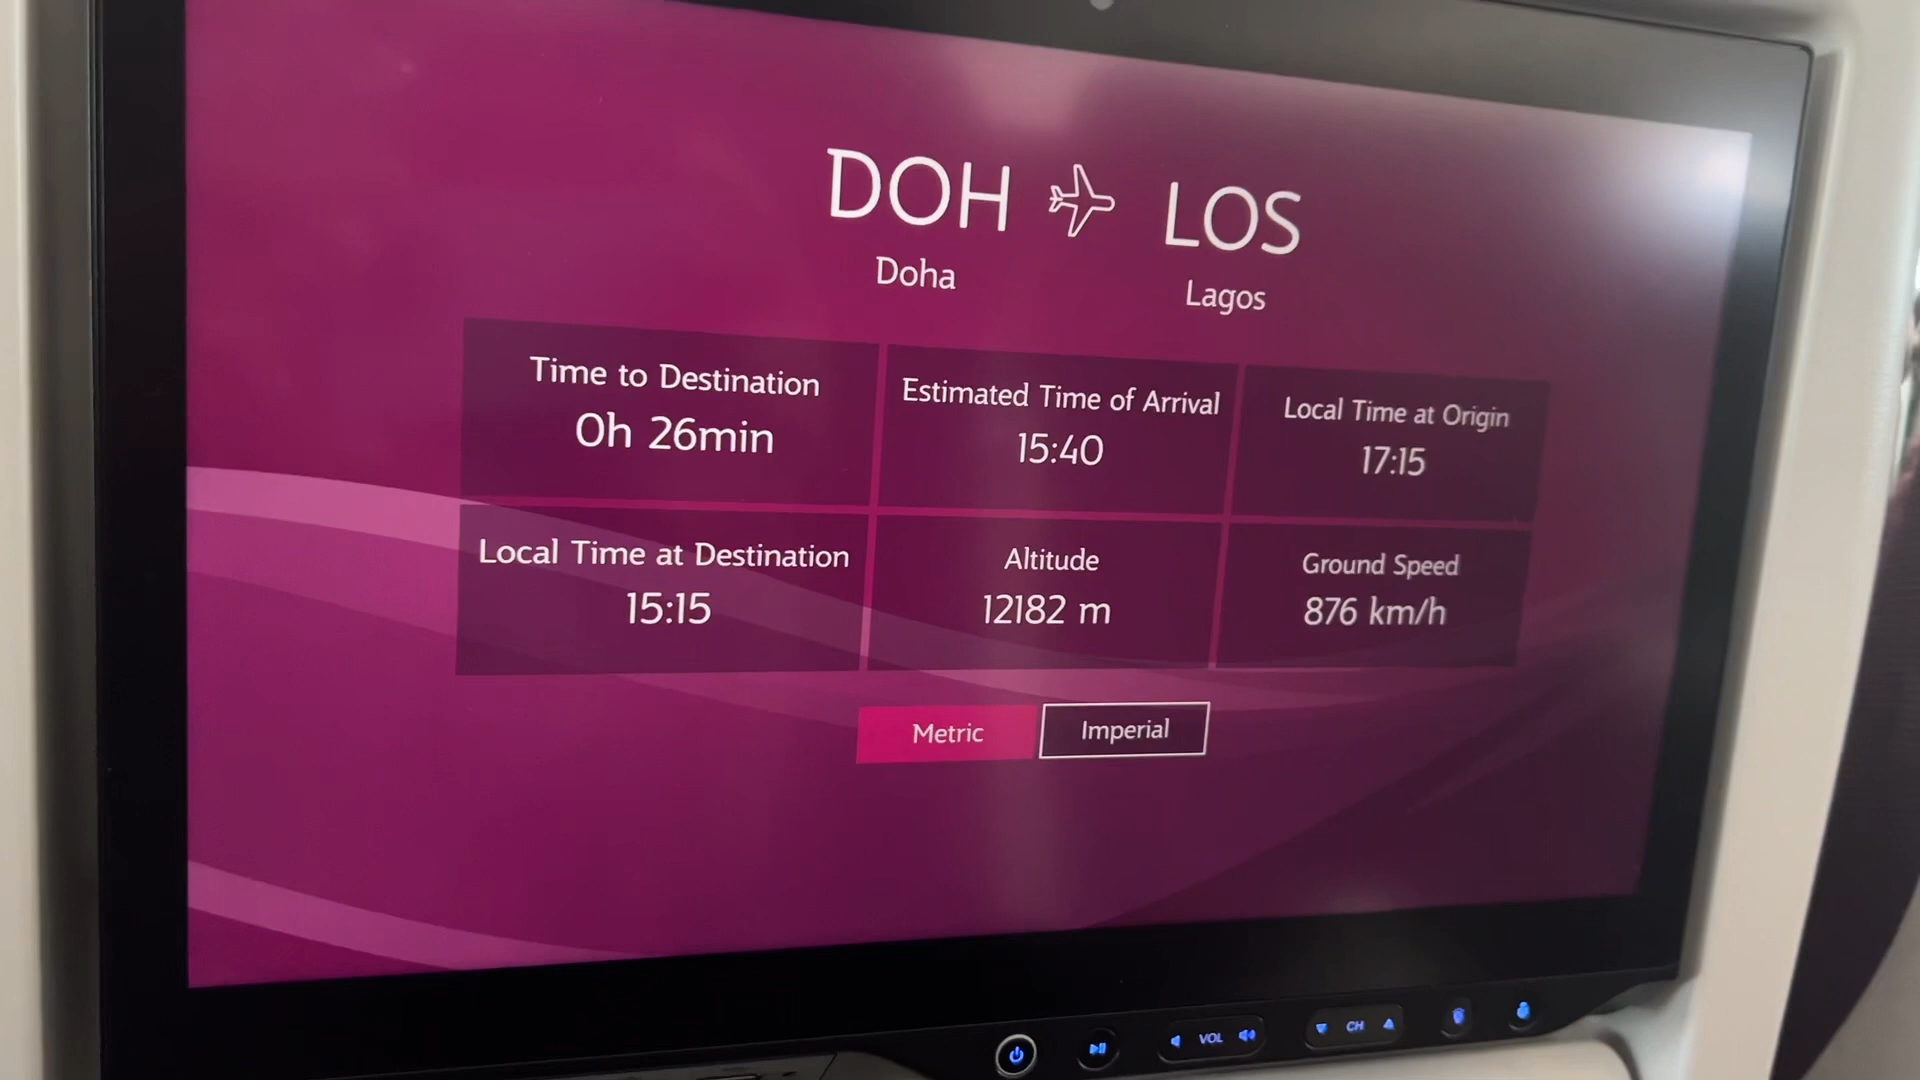 DOH LOS
Doha Lagos
Time to Destination
0h 26min
Estimated Time of Arrival
15:40
Local Time at Origin
17:15
Local Time at Destination
15:15
Altitude
12182 m
Ground Speed
876 km/h
Metric Imperial
VOL CH